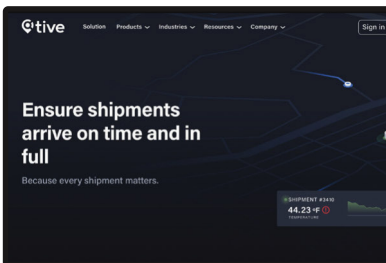 tive
Solution Products Industries Resources Company Sign in
Ensure shipments
arrive on time and in
full
Because every shipment matters.
SHIPMENT #3410
44.23 °F
TEMPERATURE